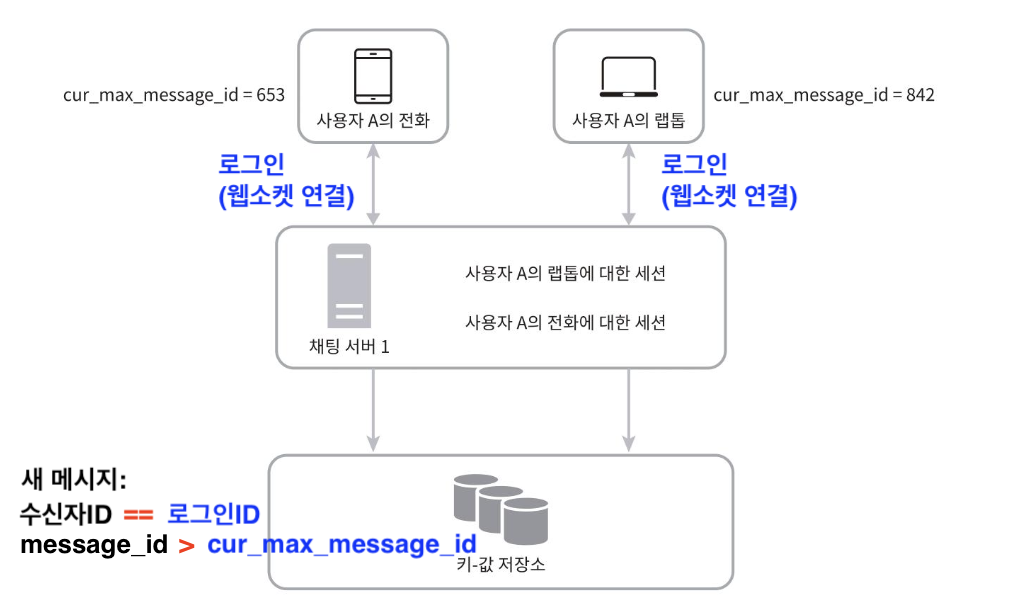 cur_max_message_id = 653
사용자 A의 전화
사용자 A의 랩톱
cur_max_message_id = 842
로그인
(웹소켓 연결)
로그인
(웹소켓 연결)
사용자 A의 랩톱에 대한 세션
사용자 A의 전화에 대한 세션
채팅 서버 1
새 메시지:
수신자ID == 로그인ID
message_id > cur_max_message_id
키-값 저장소